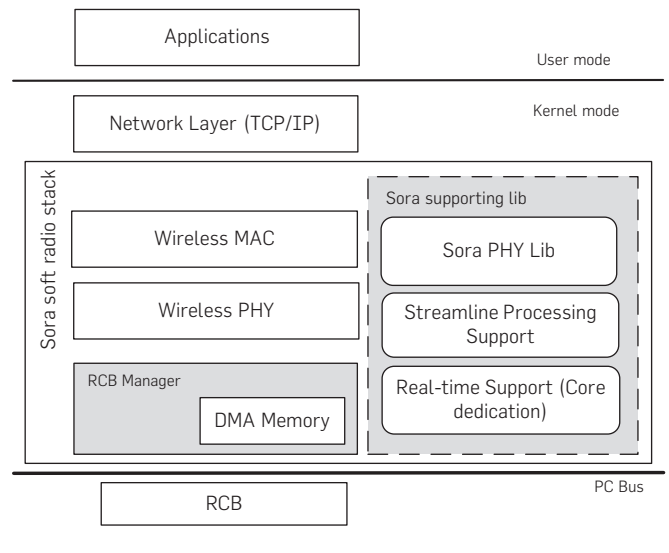 Applications
User mode
Kernel mode
Network Layer (TCP/IP)
Sora soft radio stack
Wireless MAC
Wireless PHY
RCB Manager
DMA Memory
Sora supporting lib
Sora PHY Lib
Streamline Processing
Support
Real-time Support (Core
dedication)
PC Bus
RCB